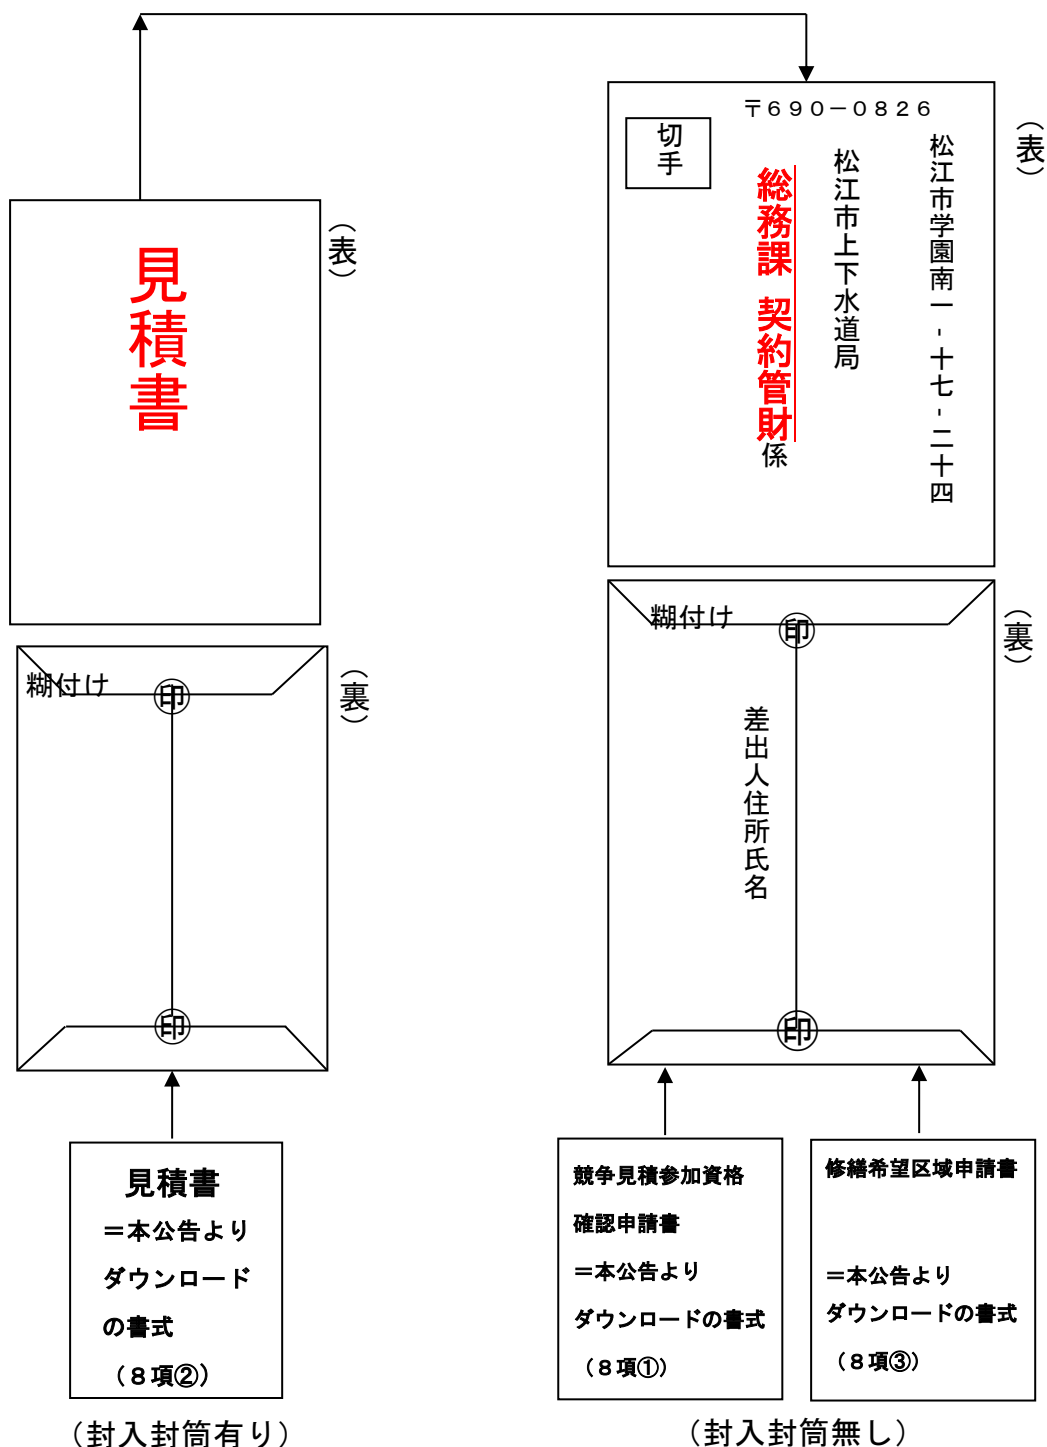 見積書
（表）
糊付け
印
印
（裏）
見積書
＝本公告より
ダウンロード
の書式
（８項②）
（封入封筒有り）
〒６９０－０８２６
切手
松江市学園南一-十七-二十四
松江市上下水道局
総務課 契約管財係
（表）
糊付け
印
差出人住所氏名
印
（裏）
競争見積参加資格
確認申請書
＝本公告より
ダウンロードの書式
（８項①）
修繕希望区域申請書
＝本公告より
ダウンロードの書式
（８項③）
（封入封筒無し）